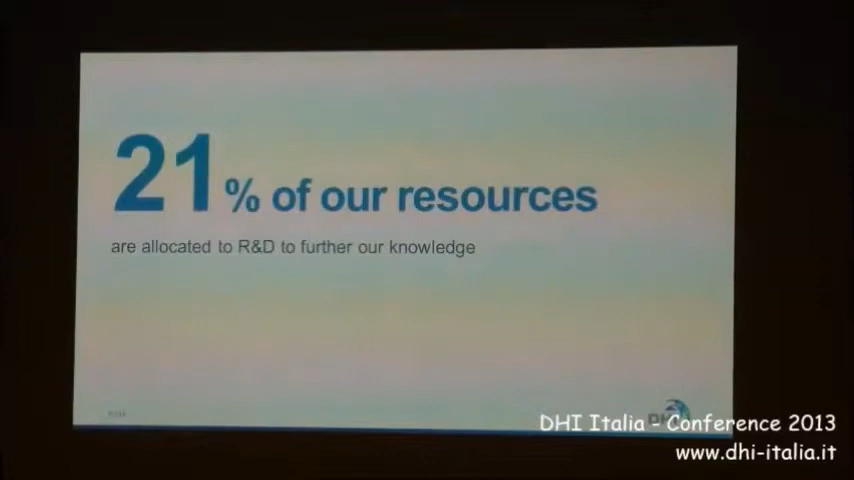 21% of our resources
are allocated to R&D to further our knowledge
DHI Italia - Conference 2013
www.dhi-italia.it